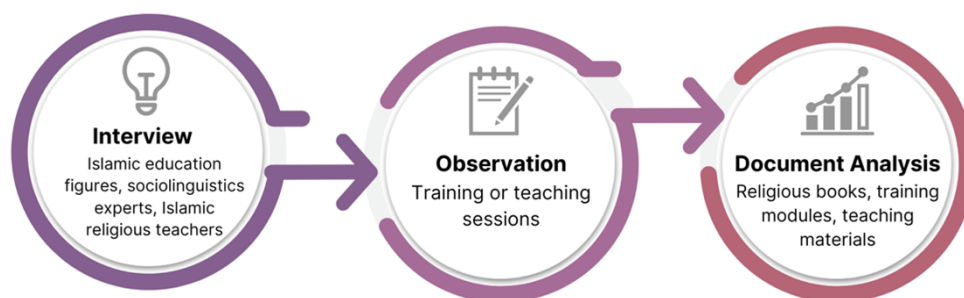 Interview
Islamic education
figures, sociolinguistics
experts, Islamic
religious teachers
Observation
Training or teaching
sessions
Document Analysis
Religious books, training
modules, teaching
materials